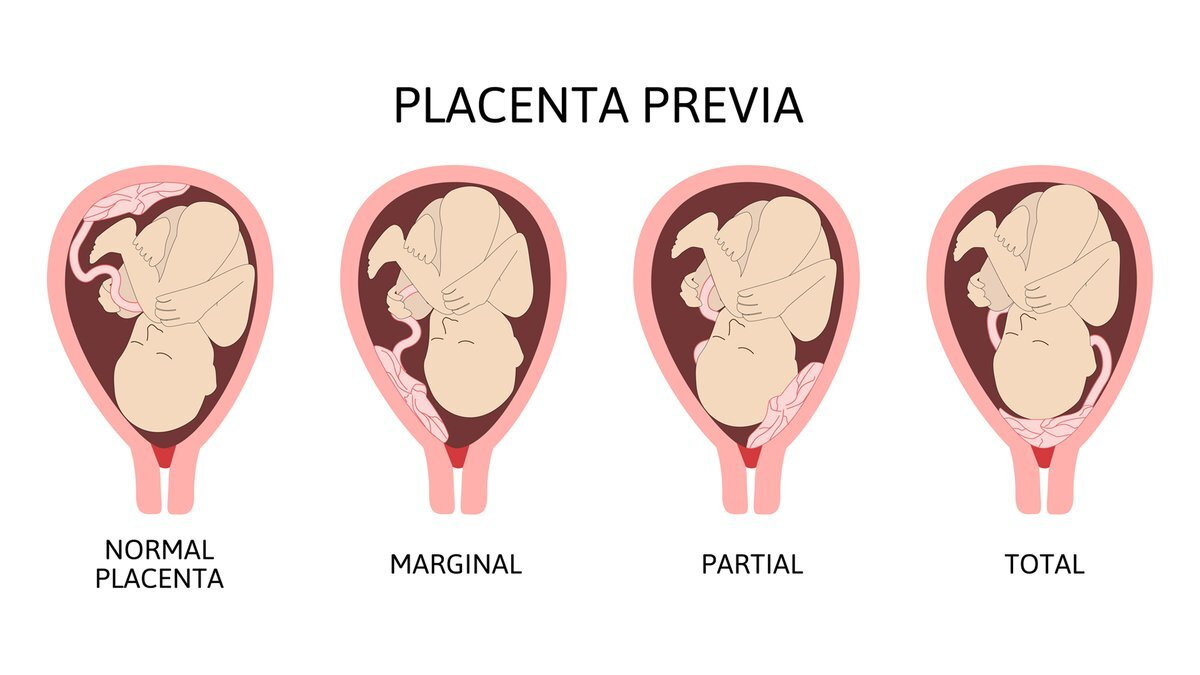 PLACENTA PREVIA
NORMAL
PLACENTA
MARGINAL
PARTIAL
TOTAL